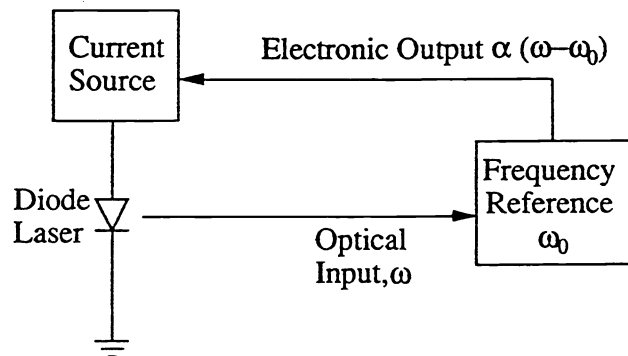 Current
Source
Electronic Output α (ω–ω₀)
Diode
Laser
Optical
Input,ω
Frequency
Reference
ω₀